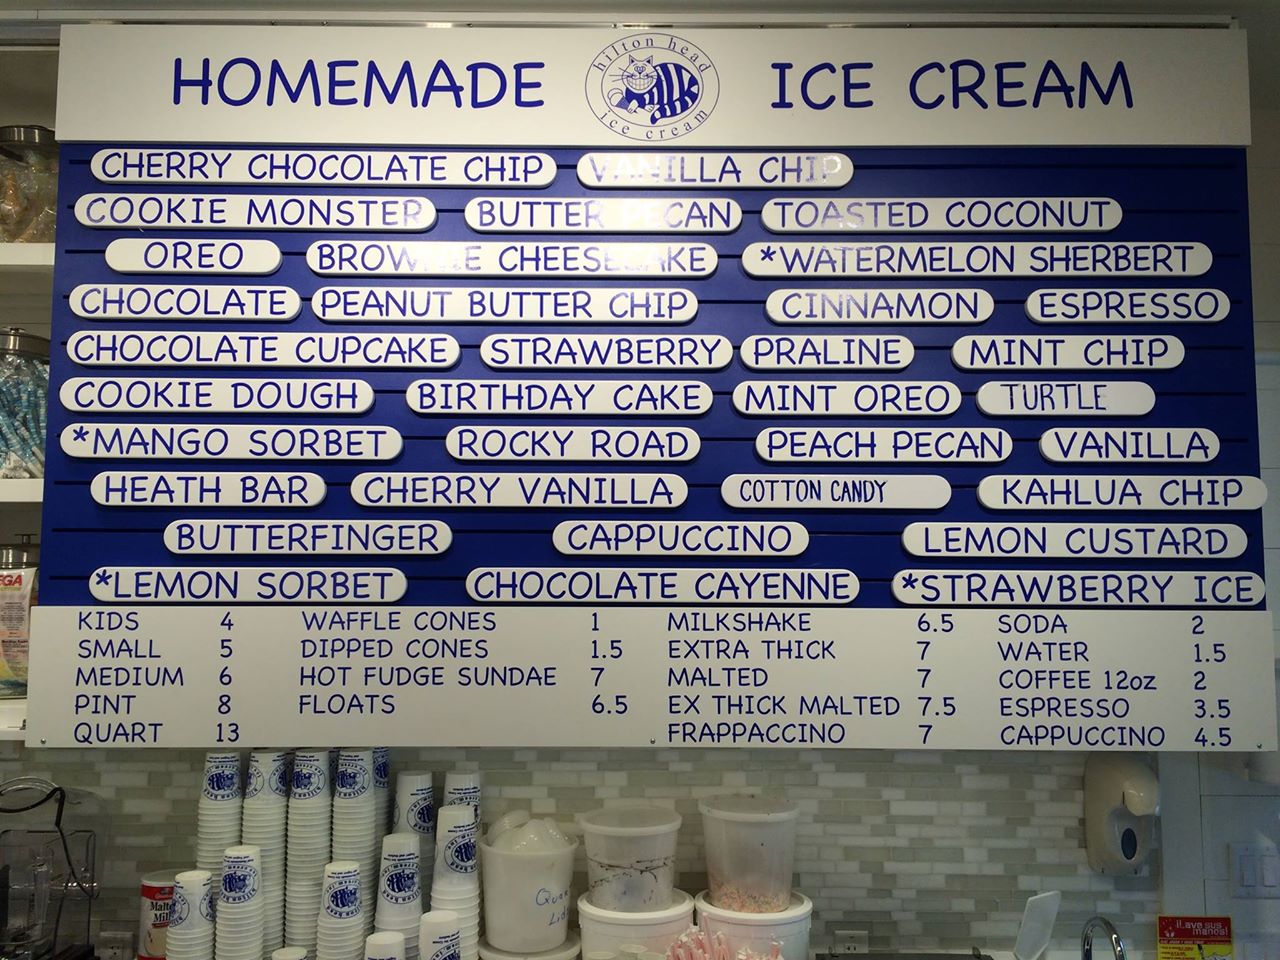 HOMEMADE hilton head ice cream ICE CREAM
CHERRY CHOCOLATE CHIP VANILLA CHIP
COOKIE MONSTER BUTTER PECAN TOASTED COCONUT
OREO BROWNIE CHEESECAKE *WATERMELON SHERBERT
CHOCOLATE PEANUT BUTTER CHIP CINNAMON ESPRESSO
CHOCOLATE CUPCAKE STRAWBERRY PRALINE MINT CHIP
COOKIE DOUGH BIRTHDAY CAKE MINT OREO TURTLE
*MANGO SORBET ROCKY ROAD PEACH PECAN VANILLA
HEATH BAR CHERRY VANILLA COTTON CANDY KAHLUA CHIP
BUTTERFINGER CAPPUCCINO LEMON CUSTARD
*LEMON SORBET CHOCOLATE CAYENNE *STRAWBERRY ICE
KIDS 4 WAFFLE CONES 1 MILKSHAKE 6.5 SODA 2
SMALL 5 DIPPED CONES 1.5 EXTRA THICK 7 WATER 1.5
MEDIUM 6 HOT FUDGE SUNDAE 7 MALTED 7 COFFEE 12oz 2
PINT 8 FLOATS 6.5 EX THICK MALTED 7.5 ESPRESSO 3.5
QUART 13 FRAPPACCINO 7 CAPPUCCINO 4.5
¡Lave sus
manos!